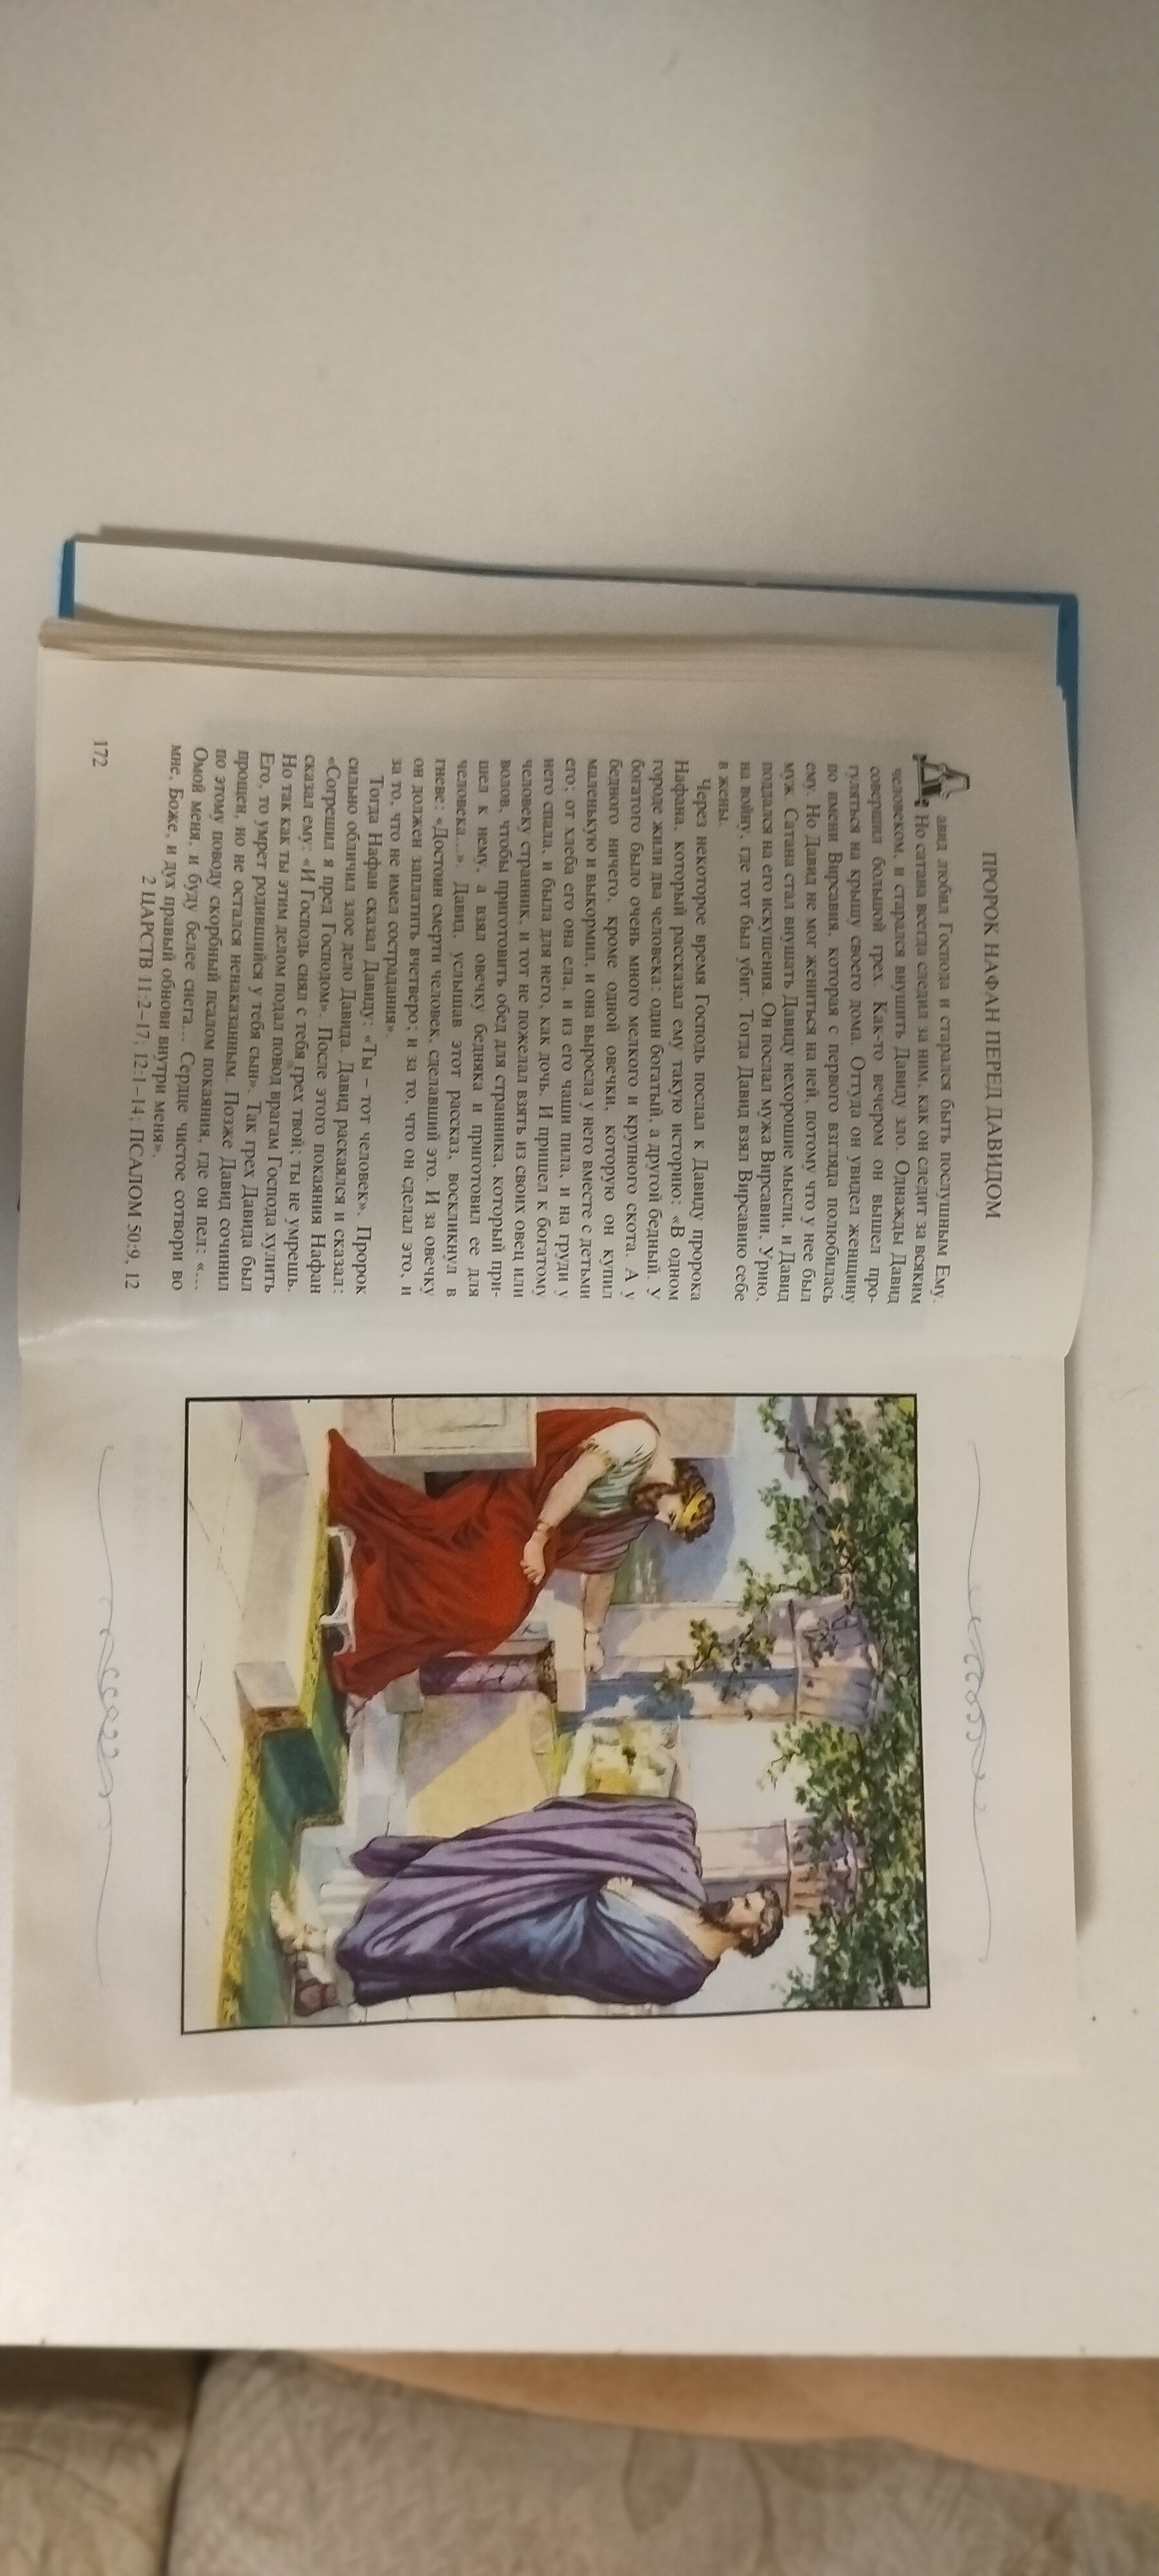 ПРОРОК НАФАН ПЕРЕД ДАВИДОМ
Давид любил Господа и старался быть послушным Ему.
Но сатана всегда следил за ним, как он следит за всяким
человеком, и старался внушить Давиду зло. Однажды Давид
совершил большой грех. Как-то вечером он вышел про-
гуляться на крышу своего дома. Оттуда он увидел женщину
по имени Вирсавия, которая с первого взгляда полюбилась
ему. Но Давид не мог жениться на ней, потому что у нее был
муж. Сатана стал внушать Давиду нехорошие мысли, и Давид
поддался на его искушения. Он послал мужа Вирсавии, Урию,
на войну, где тот был убит. Тогда Давид взял Вирсавию себе
в жены.
Через некоторое время Господь послал к Давиду пророка
Нафана, который рассказал ему такую историю: «В одном
городе жили два человека: один богатый, а другой бедный. У
богатого было очень много мелкого и крупного скота. А у
бедного ничего, кроме одной овечки, которую он купил
маленькую и выкормил, и она выросла у него вместе с детьми
его; от хлеба его она ела, и из его чаши пила, и на груди у
него спала, и была для него, как дочь. И пришел к богатому
человеку странник, и тот не пожелал взять из своих овец или
волов, чтобы приготовить обед для странника, который при-
шел к нему, а взял овечку бедняка и приготовил ее для
человека...». Давид, услышав этот рассказ, воскликнул в
гневе: «Достоин смерти человек, сделавший это. И за овечку
он должен заплатить вчетверо; и за то, что он сделал это, и
за то, что не имел сострадания».
Тогда Нафан сказал Давиду: «Ты – тот человек». Пророк
сильно обличил злое дело Давида. Давид раскаялся и сказал:
«Согрешил я пред Господом». После этого покаяния Нафан
сказал ему: «И Господь снял с тебя грех твой; ты не умрешь.
Но так как ты этим делом подал повод врагам Господа хулить
Его, то умрет родившийся у тебя сын». Так грех Давида был
прощен, но не остался ненаказанным. Позже Давид сочинил
по этому поводу скорбный псалом покаяния, где он пел: «...
Омой меня, и буду белее снега... Сердце чистое сотвори во
мне, Боже, и дух правый обнови внутри меня».
2 ЦАРСТВ 11:2–17; 12:1–14; ПСАЛОМ 50:9, 12
172